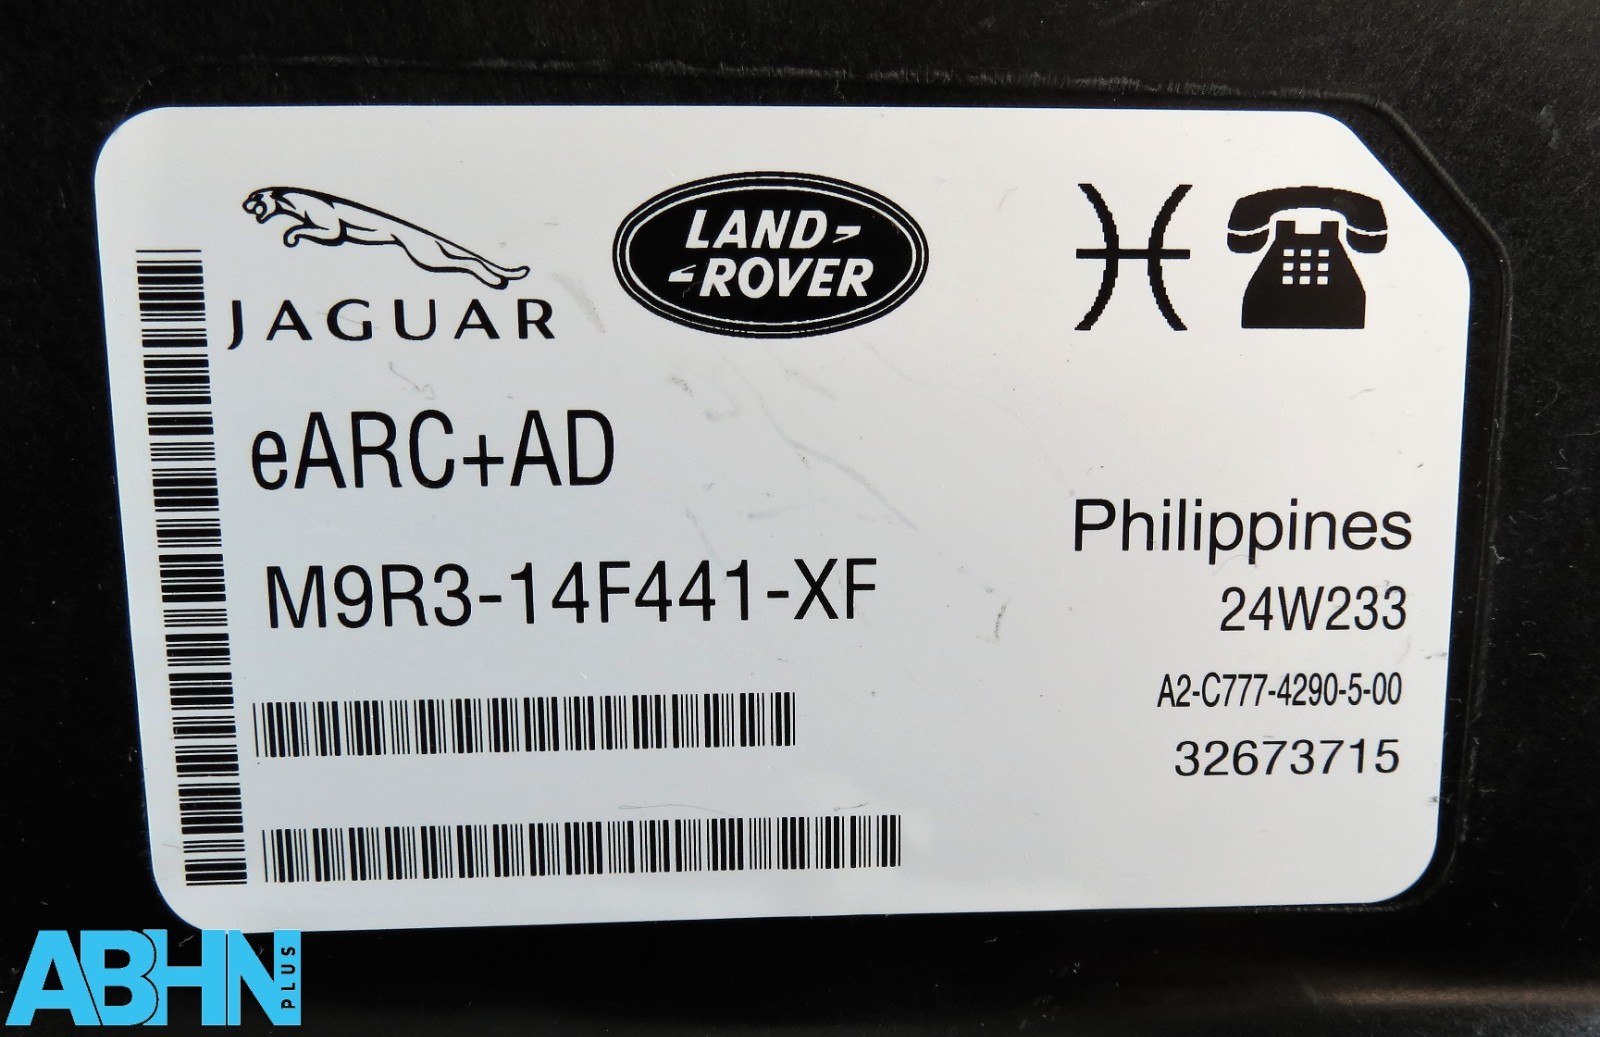 JAGUAR
LAND-
-ROVER
eARC+AD
M9R3-14F441-XF
Philippines
24W233
A2-C777-4290-5-00
32673715
ABHN PLUS